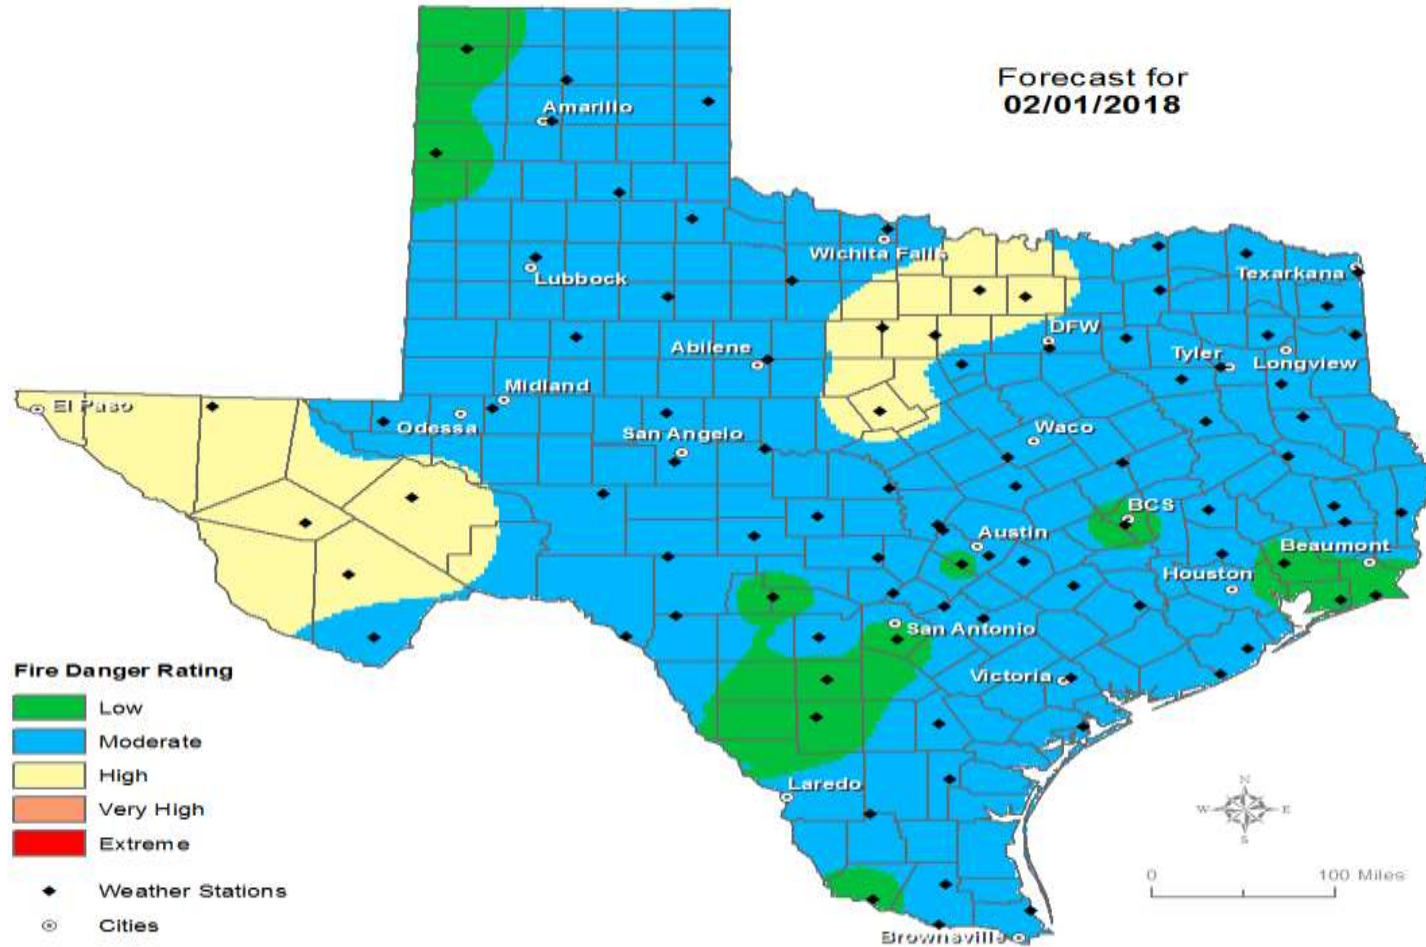 Forecast for
02/01/2018
Amarillo
Wichita Falls
Lubbock
Texarkana
DFW
Abilene
Tyler
Longview
Midland
El Paso
Odessa
San Angelo
Waco
BCS
Austin
Beaumont
Houston
San Antonio
Victoria
Laredo
Brownsville
Fire Danger Rating
Low
Moderate
High
Very High
Extreme
Weather Stations
Cities
N
W E
S
0 100 Miles